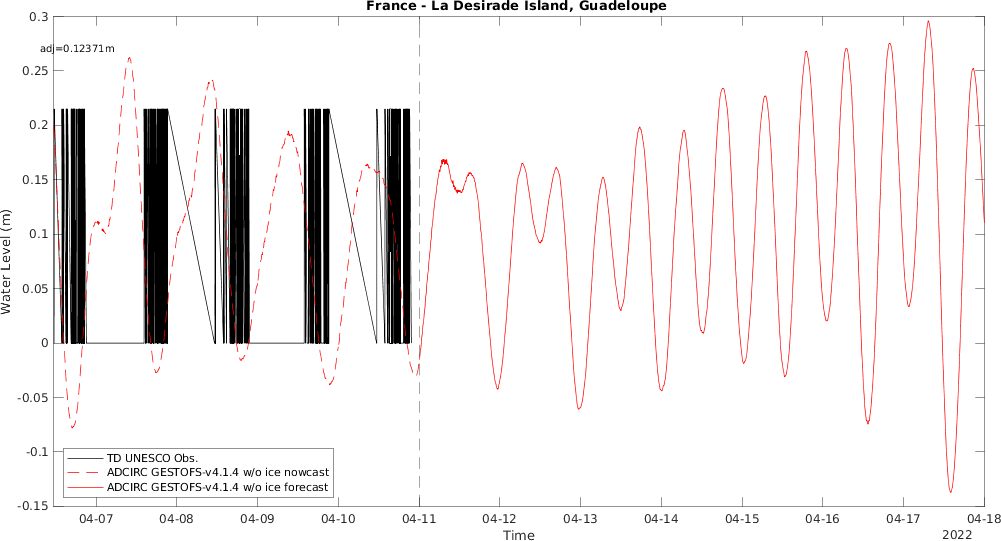 France - La Desirade Island, Guadeloupe
adj=0.12371m
0.3
0.25
0.2
0.15
0.1
0.05
0
-0.05
-0.1
-0.15
Water Level (m)
TD UNESCO Obs.
ADCIRC GESTOFS-v4.1.4 w/o ice nowcast
ADCIRC GESTOFS-v4.1.4 w/o ice forecast
04-07 04-08 04-09 04-10 04-11 04-12 04-13 04-14 04-15 04-16 04-17 04-18
Time
2022